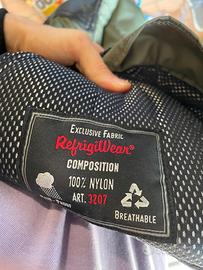 EXCLUSIVE FABRIC
RefrigiWear®
COMPOSITION
100% NYLON
ART. 3207
BREATHABLE